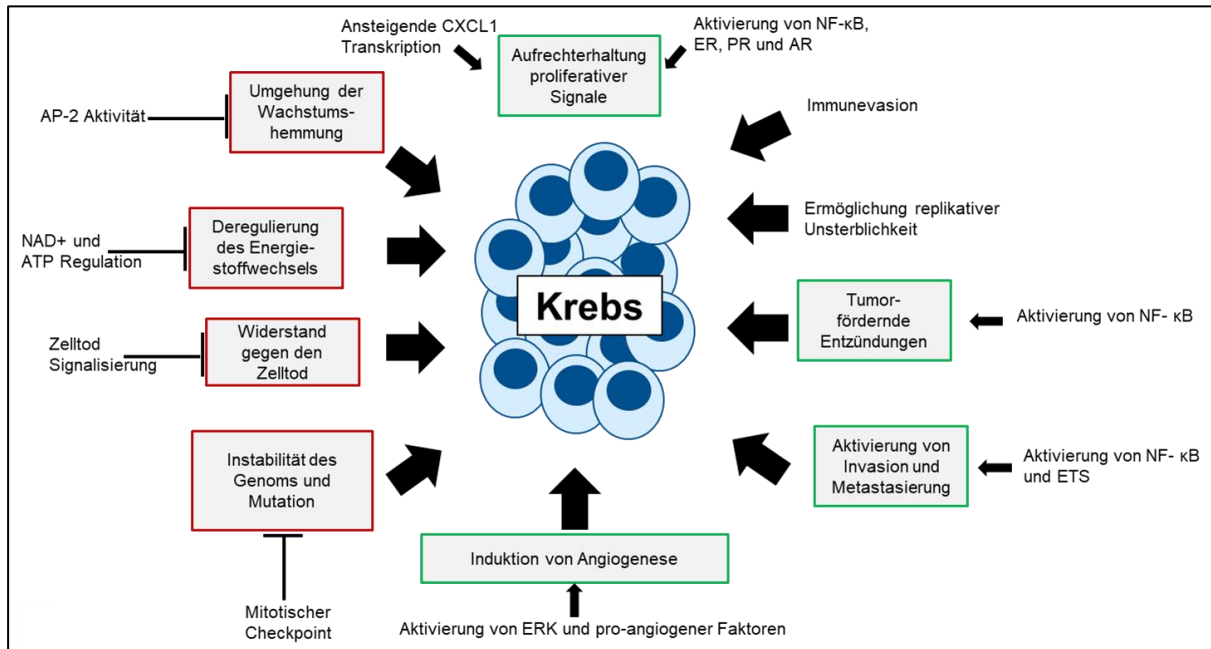 Ansteigende CXCL1
Transkription
Aktivierung von NF-κB,
ER, PR und AR
Aufrechterhaltung
proliferativer
Signale
AP-2 Aktivität
Umgehung der
Wachstums-
hemmung
Immunevasion
NAD+ und
ATP Regulation
Deregulierung
des Energie-
stoffwechsels
Ermöglichung replikativer
Unsterblichkeit
Krebs
Tumor-
fördernde
Entzündungen
Aktivierung von NF- κB
Zelltod
Signalisierung
Widerstand
gegen den
Zelltod
Instabilität des
Genoms und
Mutation
Aktivierung von
Invasion und
Metastasierung
Aktivierung von NF- κB
und ETS
Induktion von Angiogenese
Mitotischer
Checkpoint
Aktivierung von ERK und pro-angiogener Faktoren